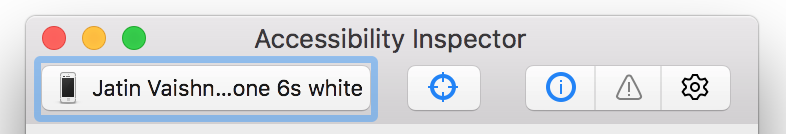 Accessibility Inspector
Jatin Vaishn...one 6s white